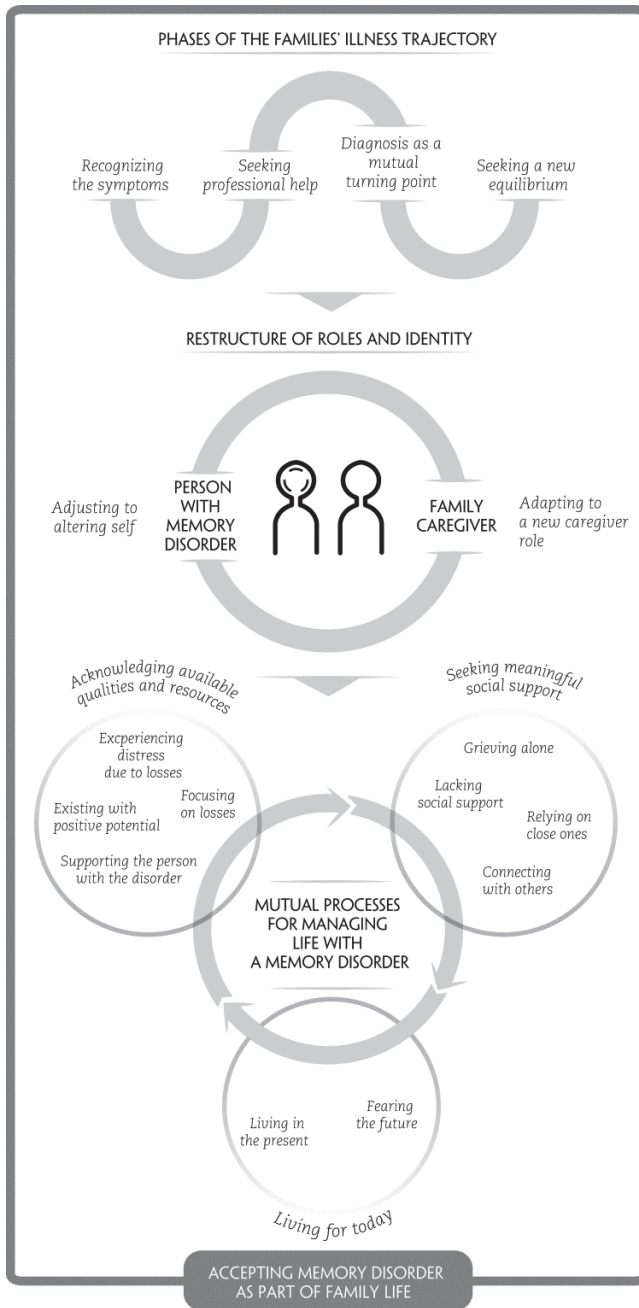 PHASES OF THE FAMILIES' ILLNESS TRAJECTORY
Recognizing
the symptoms
Seeking
professional help
Diagnosis as a
mutual
turning point
Seeking a new
equilibrium
RESTRUCTURE OF ROLES AND IDENTITY
Adjusting to
altering self
PERSON
WITH
MEMORY
DISORDER
FAMILY
CAREGIVER
Adapting to
a new caregiver
role
Acknowledging available
qualities and resources
Excperiencing
distress
due to losses
Focusing
on losses
Existing with
positive potential
Supporting the person
with the disorder
Seeking meaningful
social support
Grieving alone
Lacking
social support
Relying on
close ones
Connecting
with others
MUTUAL PROCESSES
FOR MANAGING
LIFE WITH
A MEMORY DISORDER
Living in
the present
Fearing
the future
Living for today
ACCEPTING MEMORY DISORDER
AS PART OF FAMILY LIFE